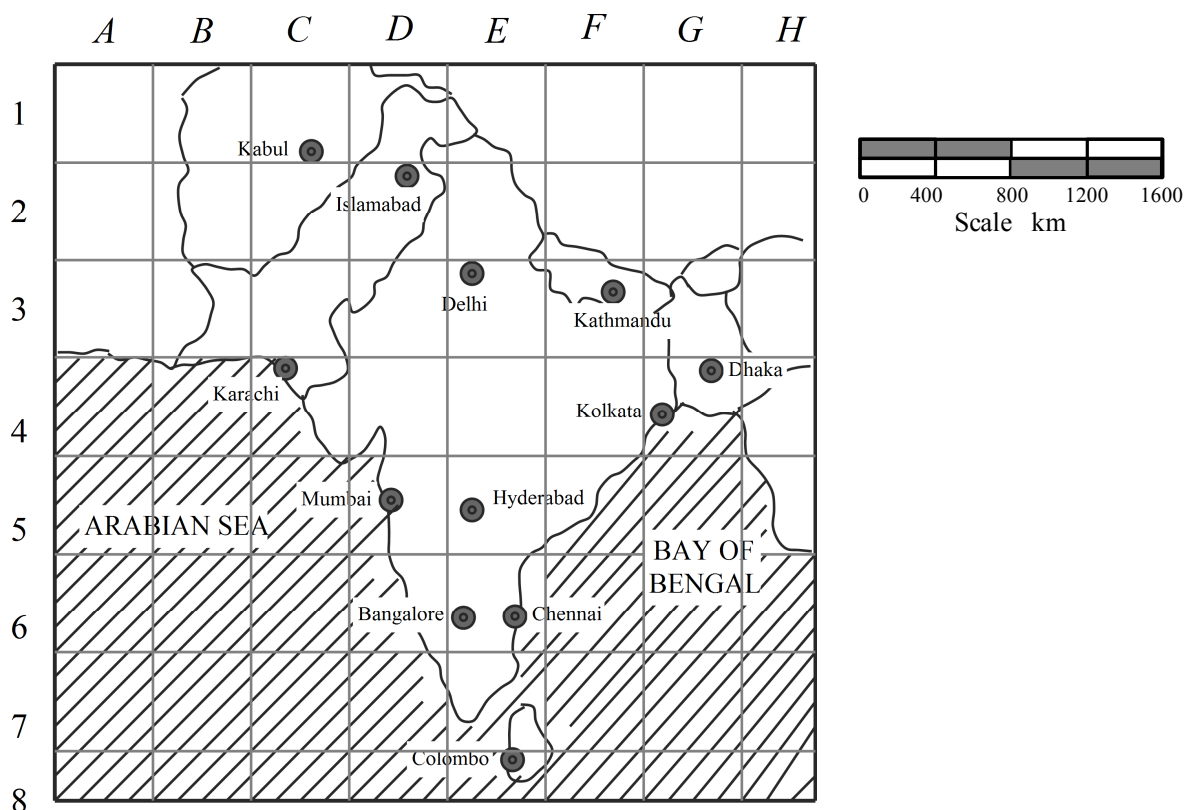 A B C D E F G H
1
Kabul
Islamabad
2
0 400 800 1200 1600
Scale km
3
Delhi
Kathmandu
Dhaka
Karachi
Kolkata
4
Mumbai
Hyderabad
ARABIAN SEA
5
BAY OF
BENGAL
Bangalore
Chennai
6
7
Colombo
8